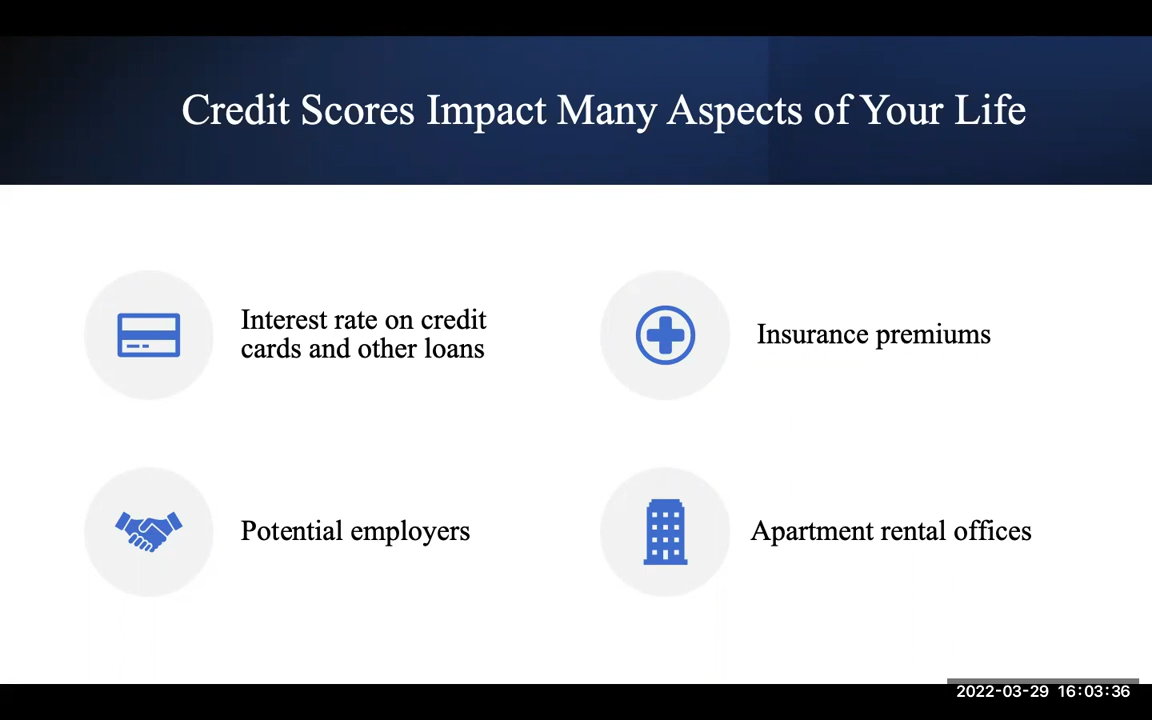 Credit Scores Impact Many Aspects of Your Life
Interest rate on credit
cards and other loans
Insurance premiums
Potential employers
Apartment rental offices
2022-03-29 16:03:36